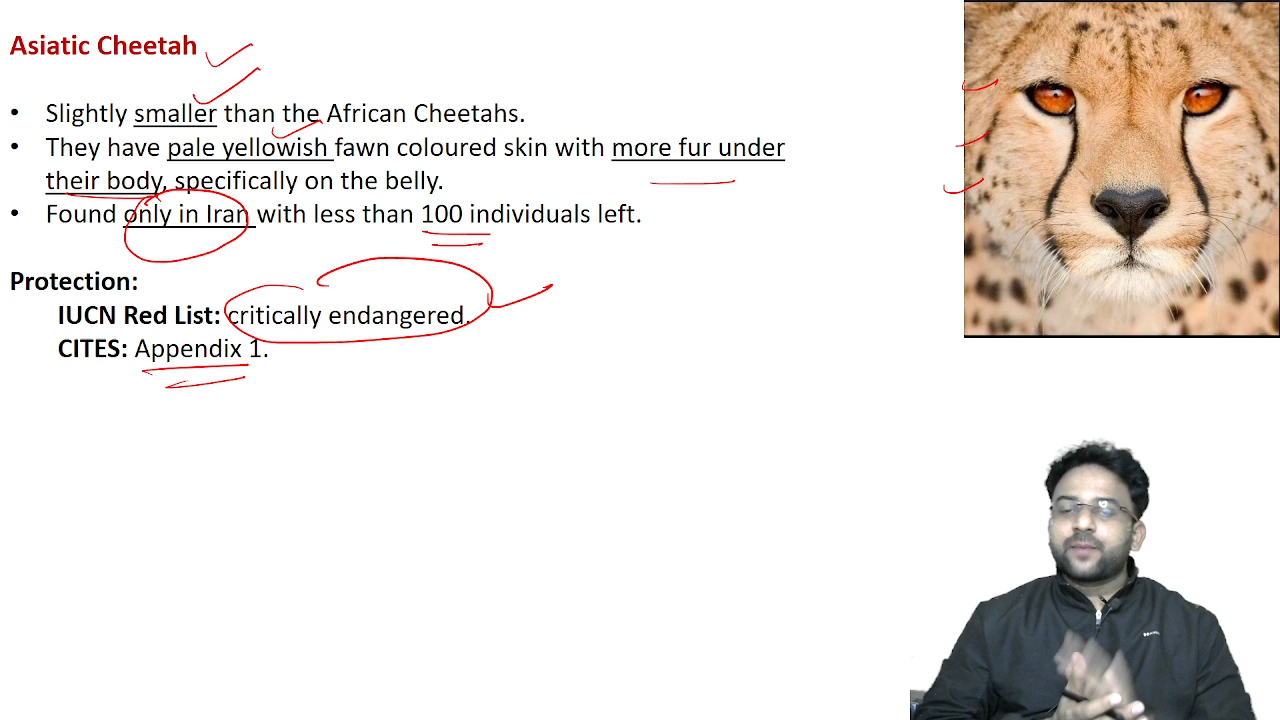 Asiatic Cheetah
• Slightly smaller than the African Cheetahs.
• They have pale yellowish fawn coloured skin with more fur under
their body, specifically on the belly.
• Found only in Iran with less than 100 individuals left.
Protection:
IUCN Red List: critically endangered.
CITES: Appendix 1.